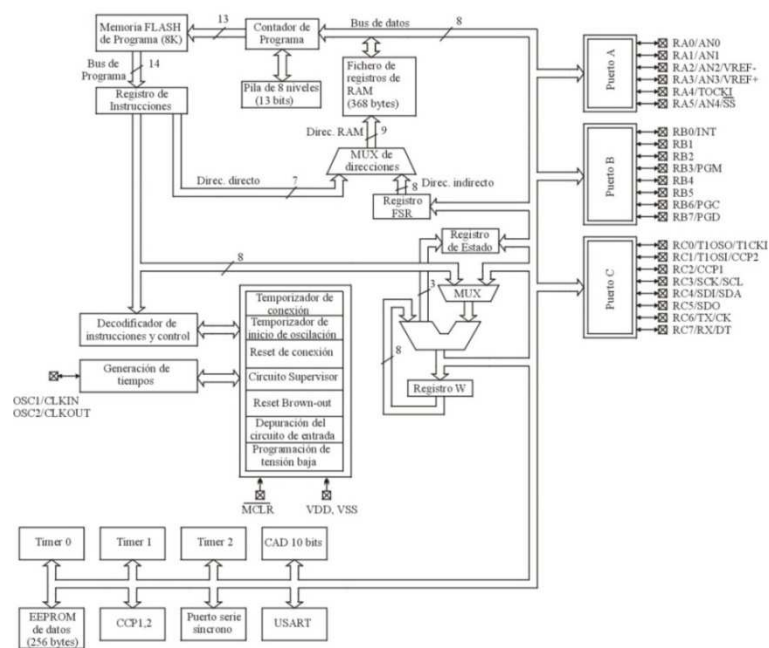 Memoria FLASH
de Programa (8K)
13
Contador de
Programa
Bus de datos
8
Bus de
Programa
14
Registro de
Instrucciones
Pila de 8 niveles
(13 bits)
Fichero de
registros de
RAM
(368 bytes)
Direc. RAM
9
MUX de
direcciones
Direc. directo
7
8
Direc. indirecto
Registro
FSR
Registro
de Estado
8
MUX
3
8
Registro W
Decodificador de
instrucciones y control
Generación de
tiempos
OSC1/CLKIN
OSC2/CLKOUT
Temporizador de
conexión
Temporizador de
inicio de oscilación
Reset de conexión
Circuito Supervisor
Reset Brown-out
Depuración del
circuito de entrada
Programación de
tensión baja
MCLR
VDD, VSS
Puerto A
RA0/AN0
RA1/AN1
RA2/AN2/VREF-
RA3/AN3/VREF+
RA4/TOCKI
RA5/AN4/SS
Puerto B
RB0/INT
RB1
RB2
RB3/PGM
RB4
RB5
RB6/PGC
RB7/PGD
Puerto C
RC0/T1OSO/T1CKI
RC1/T1OSI/CCP2
RC2/CCP1
RC3/SCK/SCL
RC4/SDI/SDA
RC5/SDO
RC6/TX/CK
RC7/RX/DT
Timer 0
Timer 1
Timer 2
CAD 10 bits
EEPROM
de datos
(256 bytes)
CCP1,2
Puerto serie
síncrono
USART